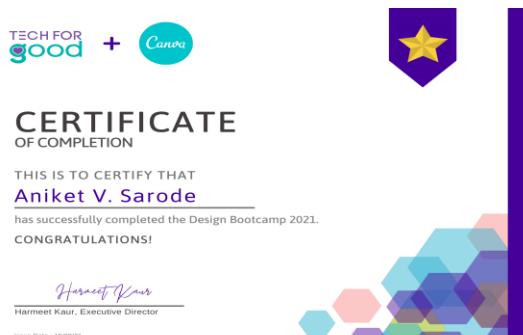 TECH FOR
good
+
Canva
CERTIFICATE
OF COMPLETION
THIS IS TO CERTIFY THAT
Aniket V. Sarode
has successfully completed the Design Bootcamp 2021.
CONGRATULATIONS!
Harmeet Kaur
Harmeet Kaur, Executive Director